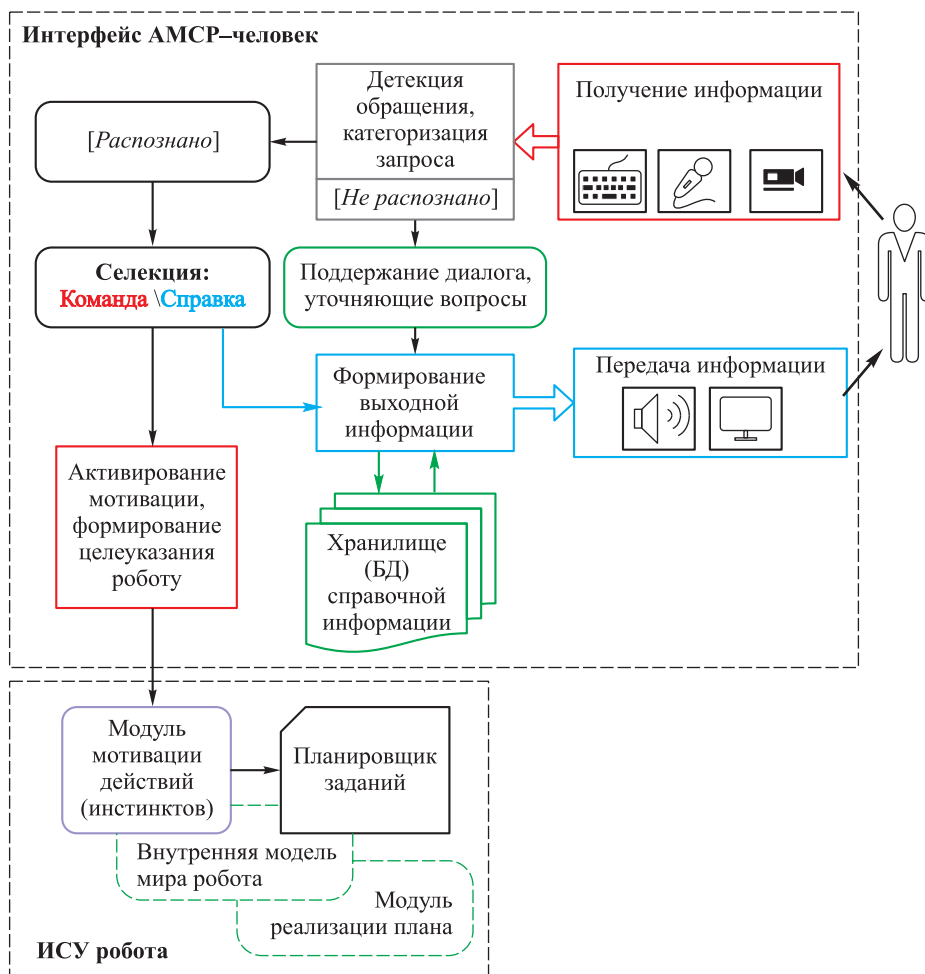 Интерфейс АМСР–человек
Детекция
обращения,
категоризация
запроса
[Не распознано]
Получение информации
[Распознано]
Селекция:
Команда \Справка
Поддержание диалога,
уточняющие вопросы
Формирование
выходной
информации
Передача информации
Активирование
мотивации,
формирование
целеуказания
роботу
Хранилище
(БД)
справочной
информации
Модуль
мотивации
действий
(инстинктов)
Планировщик
заданий
Внутренняя модель
мира робота
Модуль
реализации плана
ИСУ робота